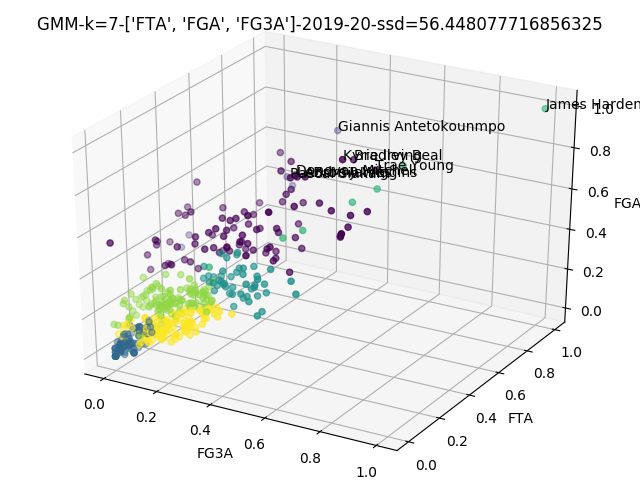 GMM-k=7-['FTA', 'FGA', 'FG3A']-2019-20-ssd=56.448077716856325
James Harden
1.0
Giannis Antetokounmpo
0.8
Kyrie Irving
Bradley Beal
Trae Young
0.6
FGA
0.4
0.2
0.0
1.0
0.8
0.6
0.4
FTA
0.2
0.0
0.0
0.2
0.4
0.6
0.8
1.0
FG3A